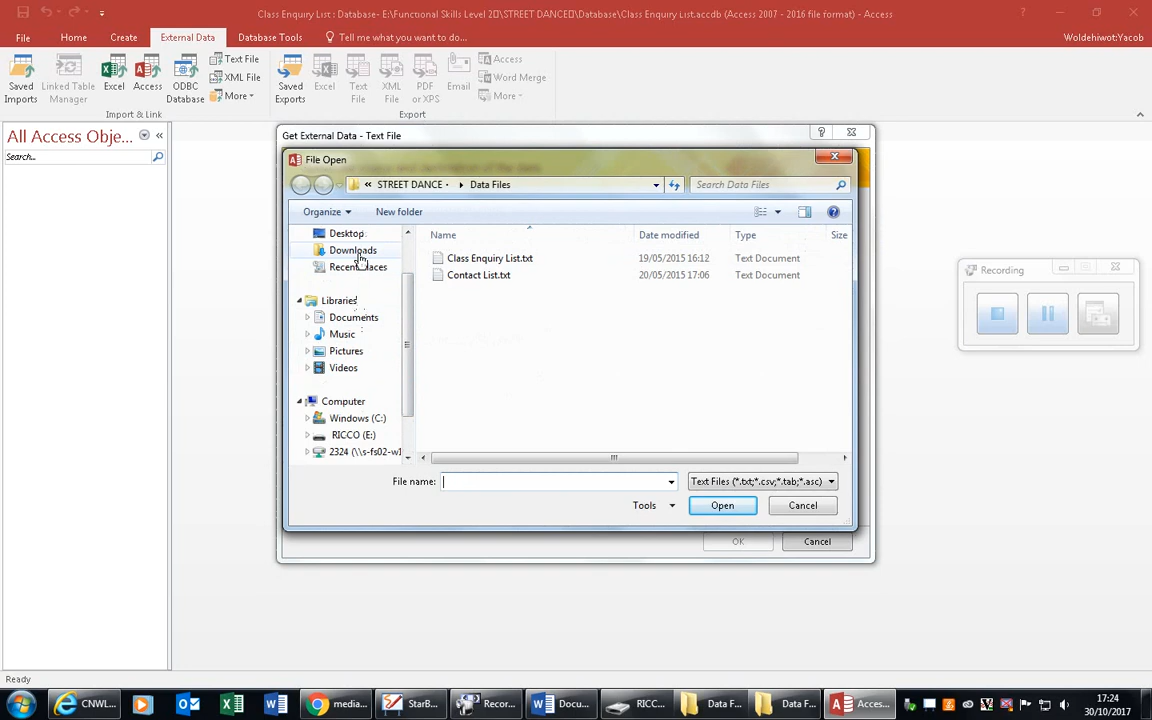 Class Enquiry List : Database- E:\Functional Skills Level 2\STREET DANCE\Database\Class Enquiry List.accdb (Access 2007 - 2016 file format) - Access
File Home Create External Data Database Tools Tell me what you want to do... Woldehiwot:Yacob
Saved Imports
Linked Table Manager
Excel
Access
ODBC Database
Text File
XML File
More
Import & Link
Saved Exports
Excel
Text File
XML File
PDF or XPS
Email
Access
Word Merge
More
Export
All Access Obje...
Search...
Get External Data - Text File
File Open
STREET DANCE Data Files
Search Data Files
Organize New folder
Desktop
Downloads
Recent Places
Libraries
Documents
Music
Pictures
Videos
Computer
Windows (C:)
RICCO (E:)
2324 (\\s-fs02-w1
Name Date modified Type Size
Class Enquiry List.txt 19/05/2015 16:12 Text Document
Contact List.txt 20/05/2015 17:06 Text Document
File name: Text Files (*.txt;*.csv;*.tab;*.asc)
Tools Open Cancel
OK Cancel
Recording
Ready
CNWL... media... StarB... Recor... Docu... RICC... Data F... Data F... Acces...
17:24
30/10/2017